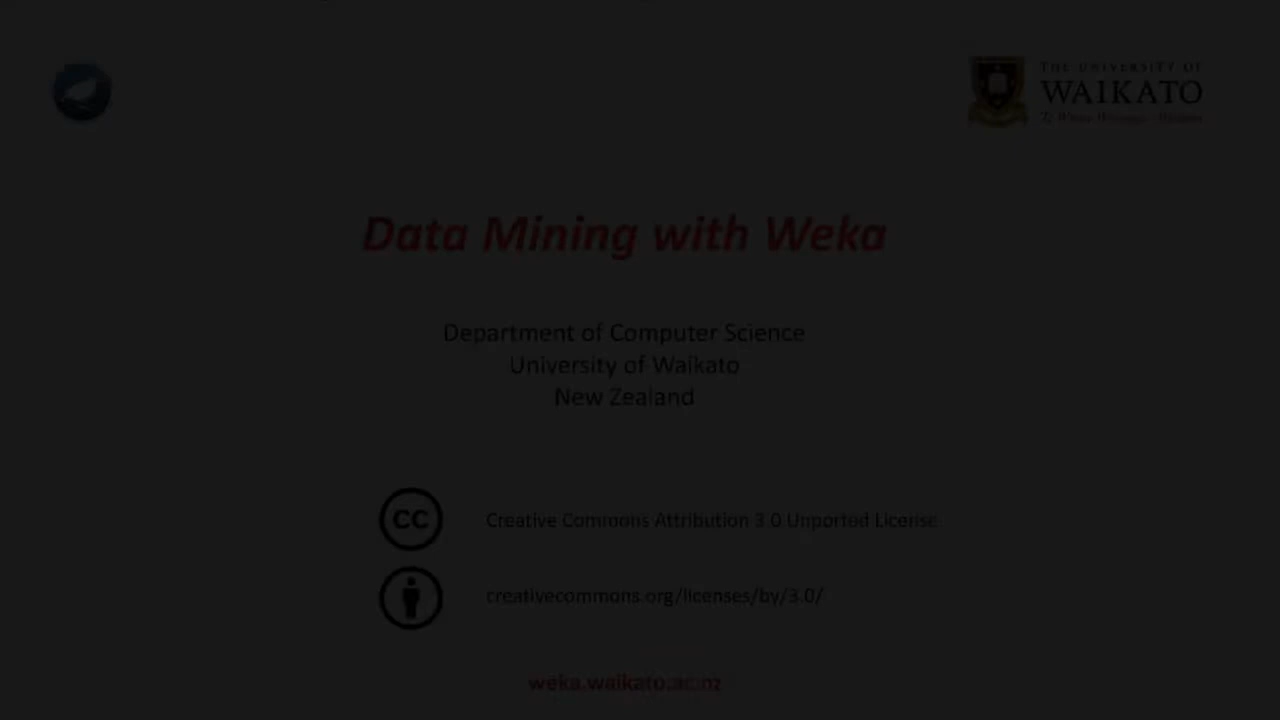 THE UNIVERSITY OF
WAIKATO
Data Mining with Weka
Department of Computer Science
University of Waikato
New Zealand
CC
Creative Commons Attribution 3.0 Unported License
creativecommons.org/licenses/by/3.0/
weka.waikato.ac.nz